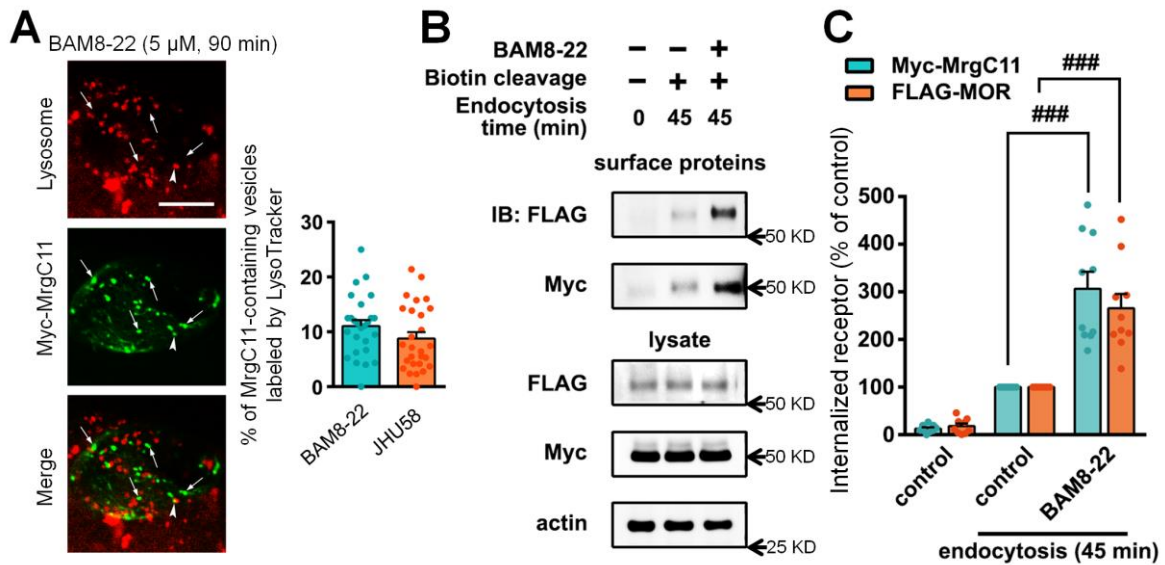 A
BAM8-22 (5 µM, 90 min)
Lysosome
Myc-MrgC11
Merge
% of MrgC11-containing vesicles
labeled by LysoTracker
30
20
10
0
BAM8-22
JHU58
B
BAM8-22 − − +
Biotin cleavage − + +
Endocytosis
time (min) 0 45 45
surface proteins
IB: FLAG
50 KD
Myc
50 KD
lysate
FLAG
50 KD
Myc
50 KD
actin
25 KD
C
Myc-MrgC11
FLAG-MOR
###
###
Internalized receptor (% of control)
500
400
300
200
100
0
control
control
BAM8-22
endocytosis (45 min)